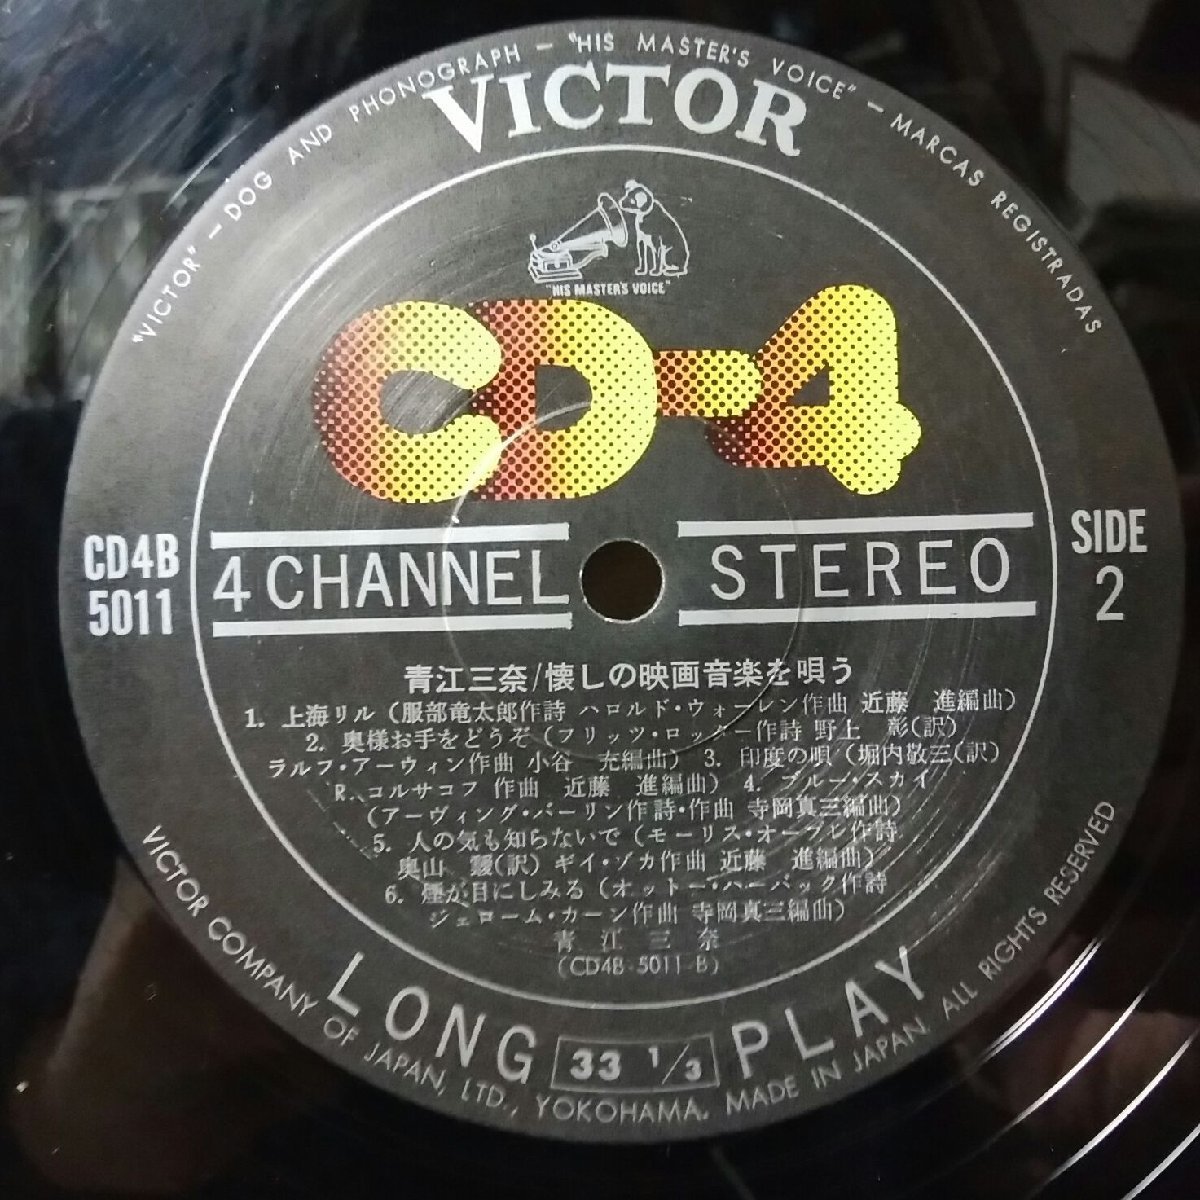 "VICTOR" — DOG AND PHONOGRAPH — "HIS MASTER'S VOICE" — MARCAS REGISTRADAS
VICTOR
"HIS MASTER'S VOICE"
CD-4
CD4B
5011
4 CHANNEL STEREO
SIDE
2
青江三奈/懐しの映画音楽を唄う
1. 上海リル (服部竜太郎作詩 ハロルド・ウォーレン作曲 近藤 進編曲)
2. 奥様お手をどうぞ (フリッツ・ロッター作詩 野上 彰(訳)
ラルフ・アーウィン作曲 小谷 充編曲) 3. 印度の唄 (堀内敬三(訳)
R. コルサコフ 作曲 近藤 進編曲) 4. ブルー・スカイ
(アーヴィング・バーリン作詩・作曲 寺岡真三編曲)
5. 人の気も知らないで (モーリス・オーブレ作詩
奥山 靉(訳) ギイ・ゾカ作曲 近藤 進編曲)
6. 煙が目にしみる (オットー・ハーバック作詩
ジェローム・カーン作曲 寺岡真三編曲)
青江三奈
(CD4B-5011-B)
LONG 33 1/3 PLAY
VICTOR COMPANY OF JAPAN, LTD., YOKOHAMA, MADE IN JAPAN. ALL RIGHTS RESERVED